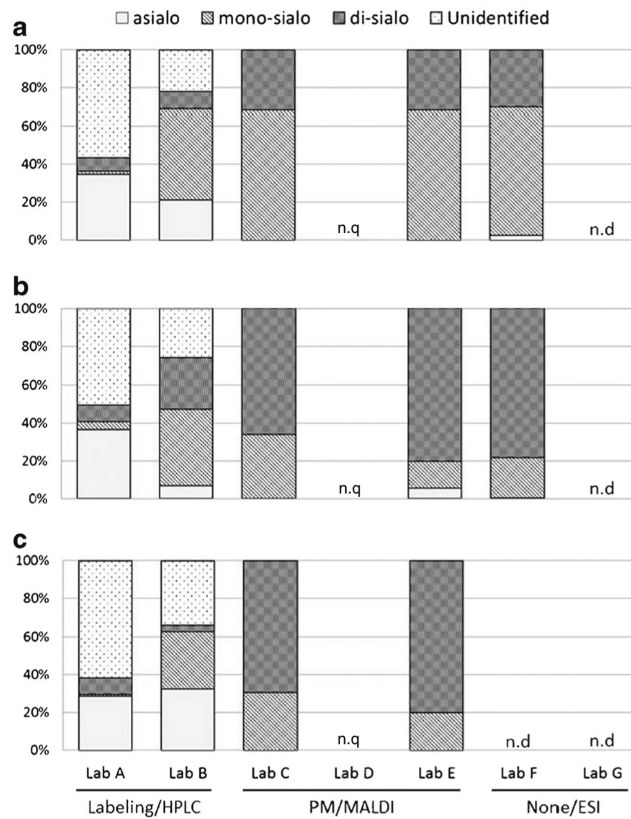 asialo mono-sialo di-sialo Unidentified
a
100%
80%
60%
40%
20%
0%
n.q
n.d
b
100%
80%
60%
40%
20%
0%
n.q
n.d
c
100%
80%
60%
40%
20%
0%
n.q
n.d
n.d
Lab A Lab B Lab C Lab D Lab E Lab F Lab G
Labeling/HPLC PM/MALDI None/ESI